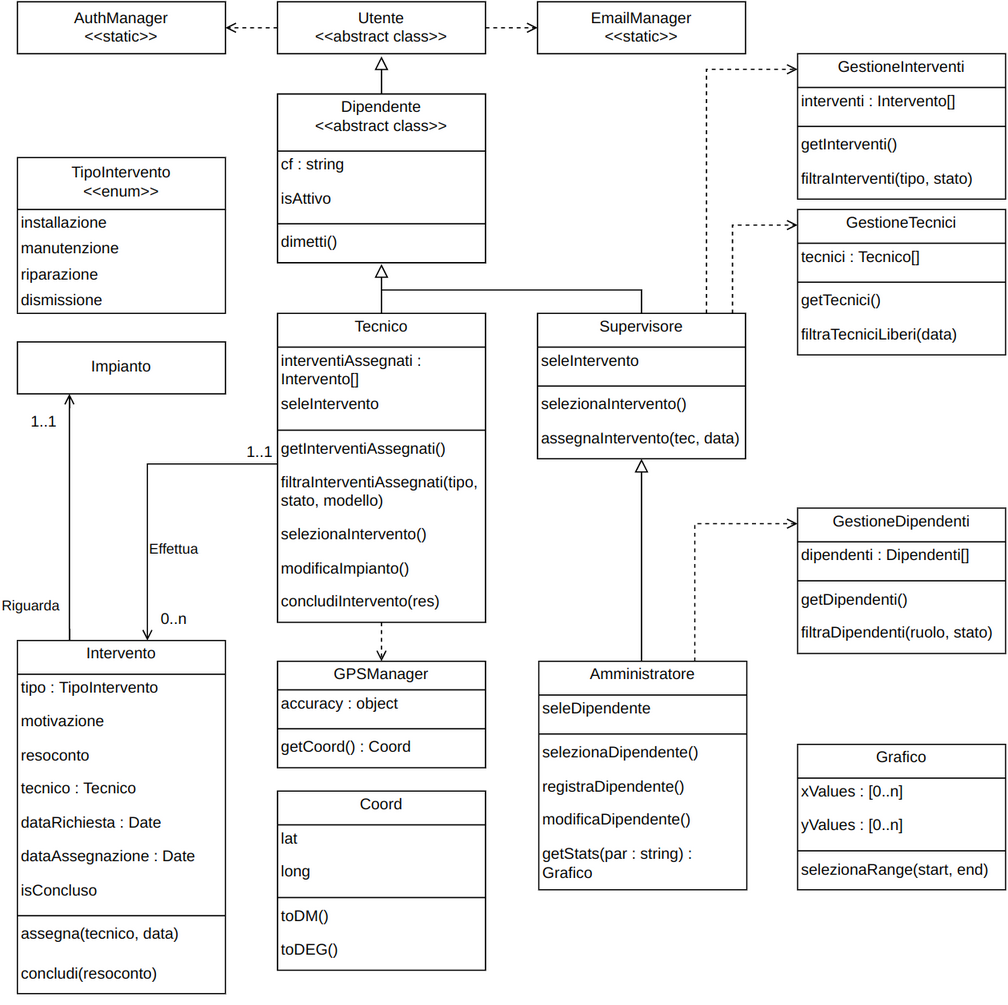 AuthManager
<<static>>
Utente
<<abstract class>>
EmailManager
<<static>>
GestioneInterventi
interventi : Intervento[]
getInterventi()
filtraInterventi(tipo, stato)
Dipendente
<<abstract class>>
cf : string
isAttivo
dimetti()
TipoIntervento
<<enum>>
installazione
manutenzione
riparazione
dismissione
GestioneTecnici
tecnici : Tecnico[]
getTecnici()
filtraTecniciLiberi(data)
Tecnico
interventiAssegnati :
Intervento[]
seleIntervento
getInterventiAssegnati()
filtraInterventiAssegnati(tipo,
stato, modello)
selezionaIntervento()
modificaImpianto()
concludiIntervento(res)
Supervisore
seleIntervento
selezionaIntervento()
assegnaIntervento(tec, data)
Impianto
1..1
1..1
Effettua
Riguarda
0..n
GestioneDipendenti
dipendenti : Dipendenti[]
getDipendenti()
filtraDipendenti(ruolo, stato)
Intervento
tipo : TipoIntervento
motivazione
resoconto
tecnico : Tecnico
dataRichiesta : Date
dataAssegnazione : Date
isConcluso
assegna(tecnico, data)
concludi(resoconto)
GPSManager
accuracy : object
getCoord() : Coord
Coord
lat
long
toDM()
toDEG()
Amministratore
seleDipendente
selezionaDipendente()
registraDipendente()
modificaDipendente()
getStats(par : string) :
Grafico
Grafico
xValues : [0..n]
yValues : [0..n]
selezionaRange(start, end)